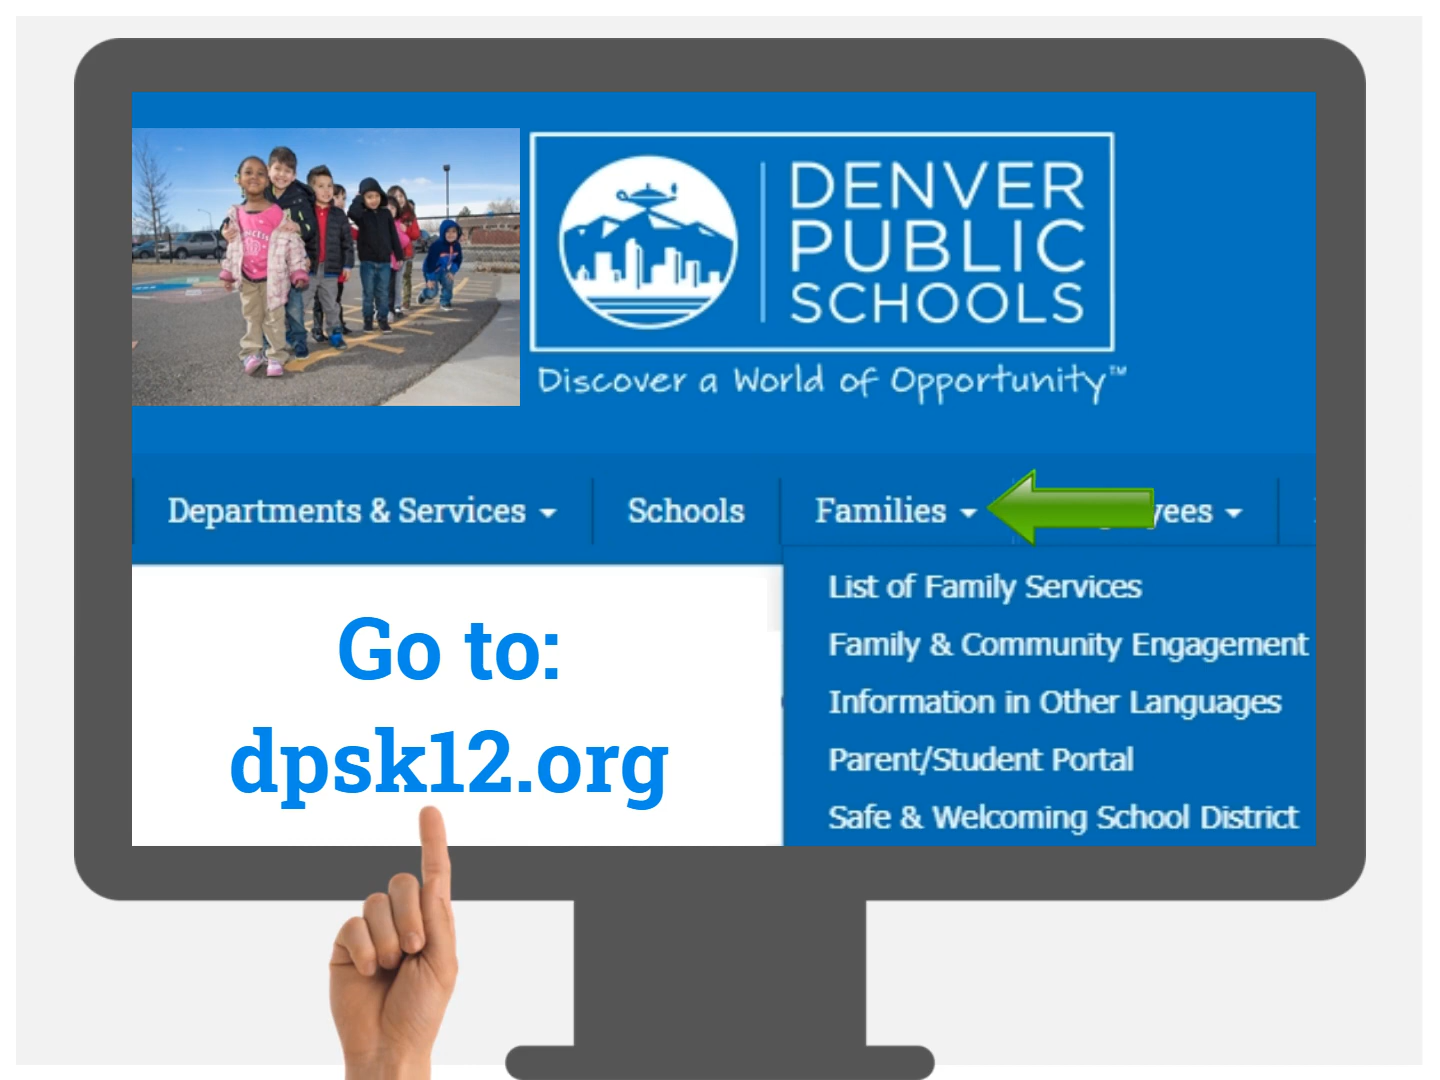 DENVER
PUBLIC
SCHOOLS
Discover a World of Opportunity™
Departments & Services
Schools
Families
List of Family Services
Family & Community Engagement
Information in Other Languages
Parent/Student Portal
Safe & Welcoming School District
Go to:
dpsk12.org